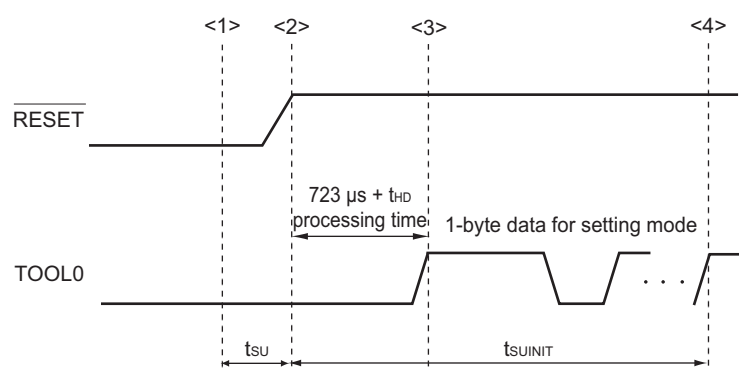 <1> <2> <3> <4>
RESET
723 µs + tHD
processing time
1-byte data for setting mode
TOOL0
. . .
tSU tSUINIT